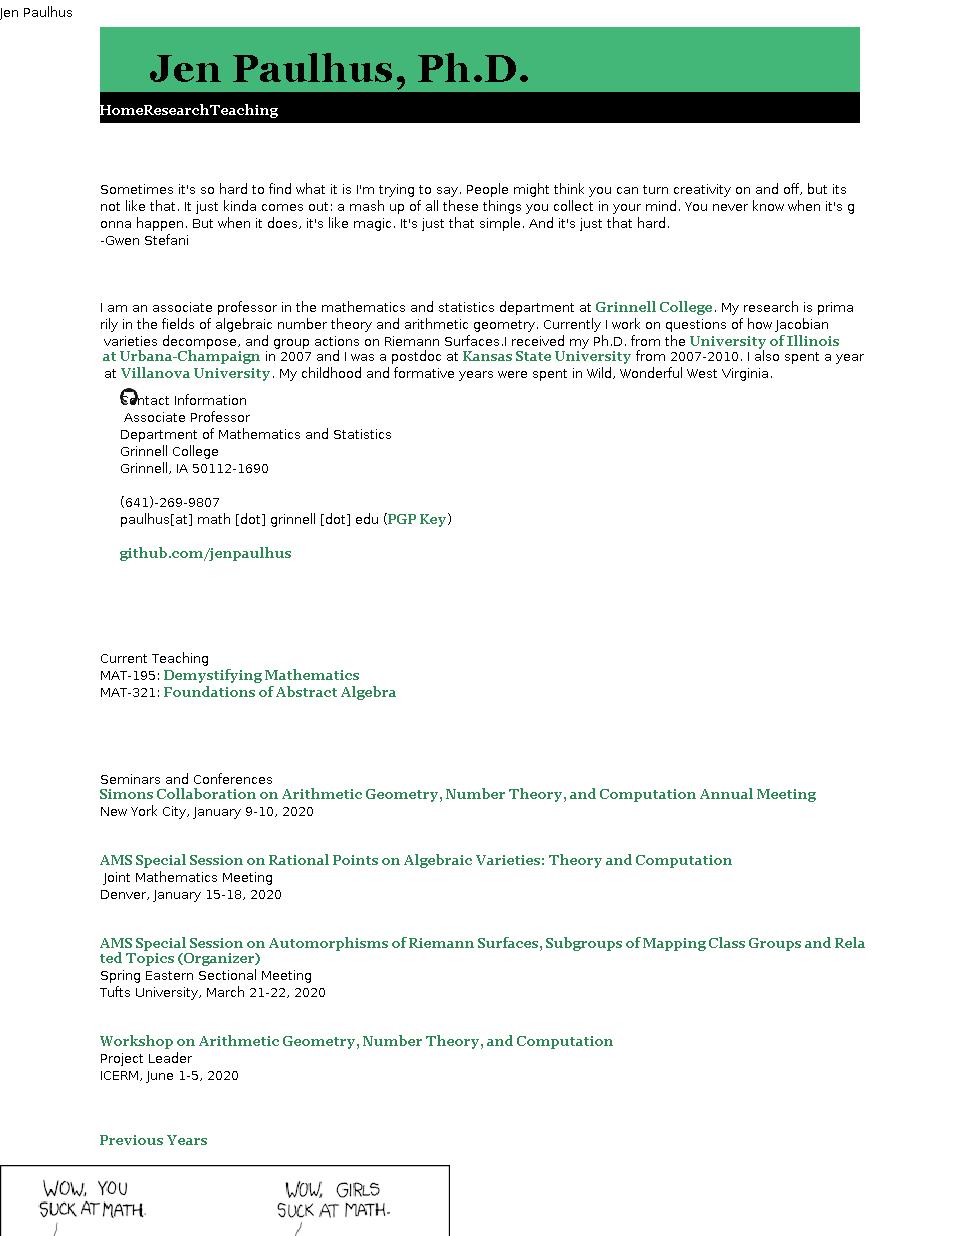 Jen Paulhus
Jen Paulhus, Ph.D.
HomeResearchTeaching
Sometimes it's so hard to find what it is I'm trying to say. People might think you can turn creativity on and off, but its
not like that. It just kinda comes out: a mash up of all these things you collect in your mind. You never know when it's g
onna happen. But when it does, it's like magic. It's just that simple. And it's just that hard.
-Gwen Stefani
I am an associate professor in the mathematics and statistics department at Grinnell College. My research is prima
rily in the fields of algebraic number theory and arithmetic geometry. Currently I work on questions of how Jacobian
varieties decompose, and group actions on Riemann Surfaces.I received my Ph.D. from the University of Illinois
at Urbana-Champaign in 2007 and I was a postdoc at Kansas State University from 2007-2010. I also spent a year
at Villanova University. My childhood and formative years were spent in Wild, Wonderful West Virginia.
Contact Information
Associate Professor
Department of Mathematics and Statistics
Grinnell College
Grinnell, IA 50112-1690
(641)-269-9807
paulhus[at] math [dot] grinnell [dot] edu (PGP Key)
github.com/jenpaulhus
Current Teaching
MAT-195: Demystifying Mathematics
MAT-321: Foundations of Abstract Algebra
Seminars and Conferences
Simons Collaboration on Arithmetic Geometry, Number Theory, and Computation Annual Meeting
New York City, January 9-10, 2020
AMS Special Session on Rational Points on Algebraic Varieties: Theory and Computation
Joint Mathematics Meeting
Denver, January 15-18, 2020
AMS Special Session on Automorphisms of Riemann Surfaces, Subgroups of Mapping Class Groups and Rela
ted Topics (Organizer)
Spring Eastern Sectional Meeting
Tufts University, March 21-22, 2020
Workshop on Arithmetic Geometry, Number Theory, and Computation
Project Leader
ICERM, June 1-5, 2020
Previous Years
WOW, YOU
SUCK AT MATH.
WOW, GIRLS
SUCK AT MATH.